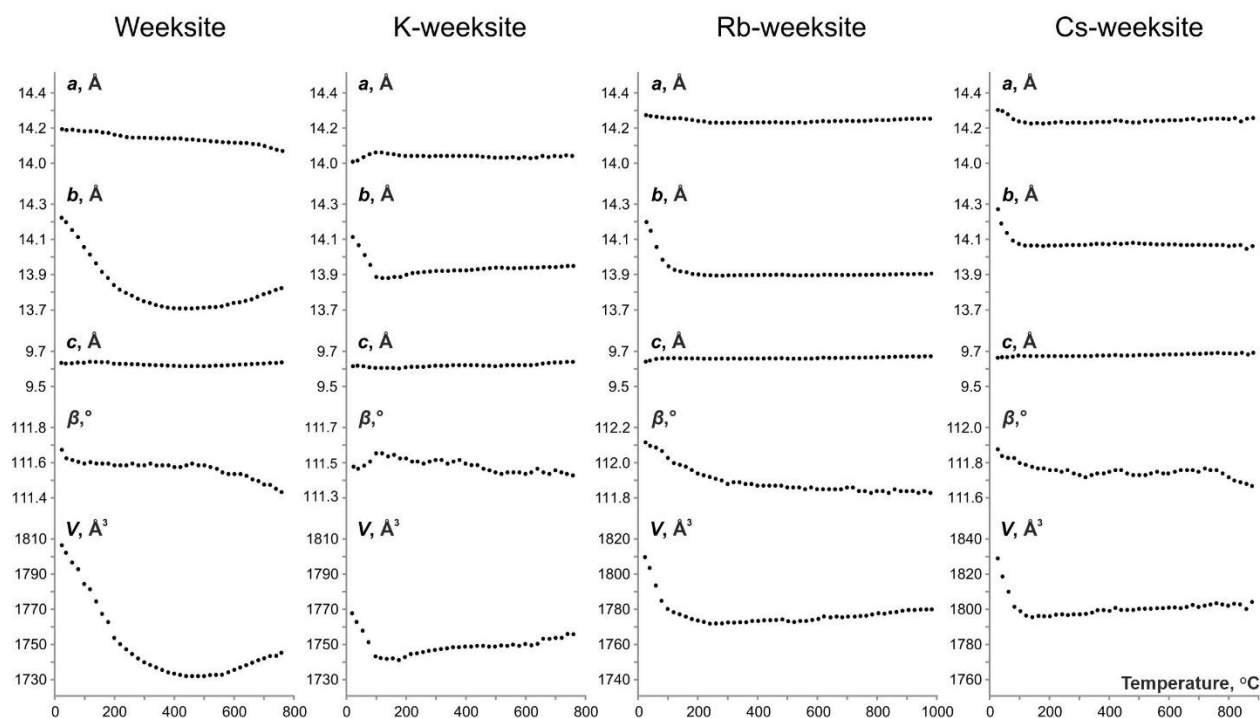 Weeksite K-weeksite Rb-weeksite Cs-weeksite
a, Å a, Å a, Å a, Å
14.4 14.4 14.4 14.4
14.2 14.2 14.2 14.2
14.0 14.0 14.0 14.0
b, Å b, Å b, Å b, Å
14.3 14.3 14.3 14.3
14.1 14.1 14.1 14.1
13.9 13.9 13.9 13.9
13.7 13.7 13.7 13.7
c, Å c, Å c, Å c, Å
9.7 9.7 9.7 9.7
9.5 9.5 9.5 9.5
β,° β,° β,° β,°
111.8 111.7 112.2 112.0
111.6 111.5 112.0 111.8
111.4 111.3 111.8 111.6
V, Å³ V, Å³ V, Å³ V, Å³
1810 1810 1820 1840
1790 1790 1800 1820
1770 1770 1780 1800
1750 1750 1760 1780
1730 1730 1740 1760
Temperature, °C
0 200 400 600 800 0 200 400 600 800 0 200 400 600 800 1000 0 200 400 600 800